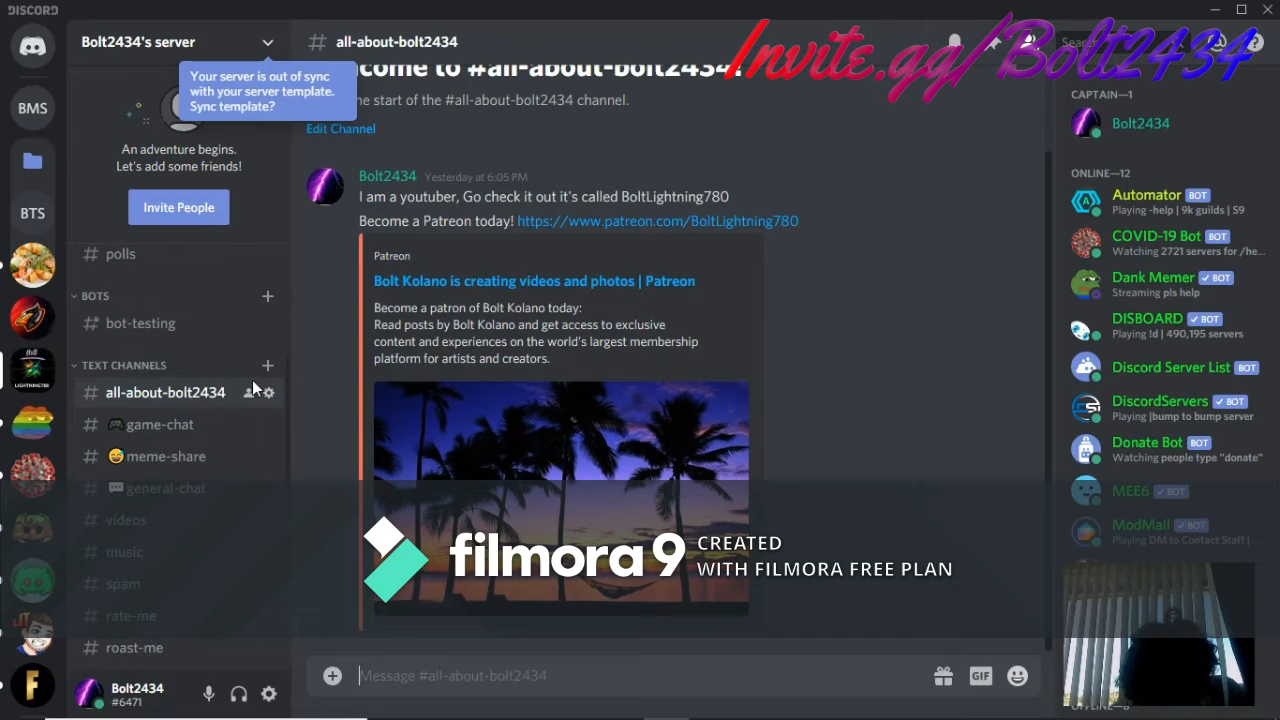 DISCORD
BMS
BTS
Bolt2434's server
Your server is out of sync
with your server template.
Sync template?
An adventure begins.
Let's add some friends!
Invite People
polls
BOTS
bot-testing
TEXT CHANNELS
all-about-bolt2434
game-chat
meme-share
general-chat
videos
music
spam
rate-me
roast-me
Bolt2434
#6471
all-about-bolt2434
Invite.gg/Bolt2434
#all-about-bolt2434!
start of the #all-about-bolt2434 channel.
Edit Channel
Bolt2434 Yesterday at 6:05 PM
I am a youtuber, Go check it out it's called BoltLightning780
Become a Patreon today! https://www.patreon.com/BoltLightning780
Patreon
Bolt Kolano is creating videos and photos | Patreon
Become a patron of Bolt Kolano today:
Read posts by Bolt Kolano and get access to exclusive
content and experiences on the world's largest membership
platform for artists and creators.
filmora9
CREATED
WITH FILMORA FREE PLAN
Message #all-about-bolt2434
GIF
CAPTAIN—1
Bolt2434
ONLINE—12
Automator BOT
Playing -help | 9k guilds | S9
COVID-19 Bot BOT
Watching 2721 servers for /he...
Dank Memer ✓ BOT
Streaming pls help
DISBOARD ✓ BOT
Playing !d | 490,195 servers
Discord Server List BOT
DiscordServers ✓ BOT
Playing |bump to bump server
Donate Bot BOT
Watching people type "donate"
MEE6 ✓ BOT
ModMail ✓ BOT
Playing DM to Contact Staff | ...